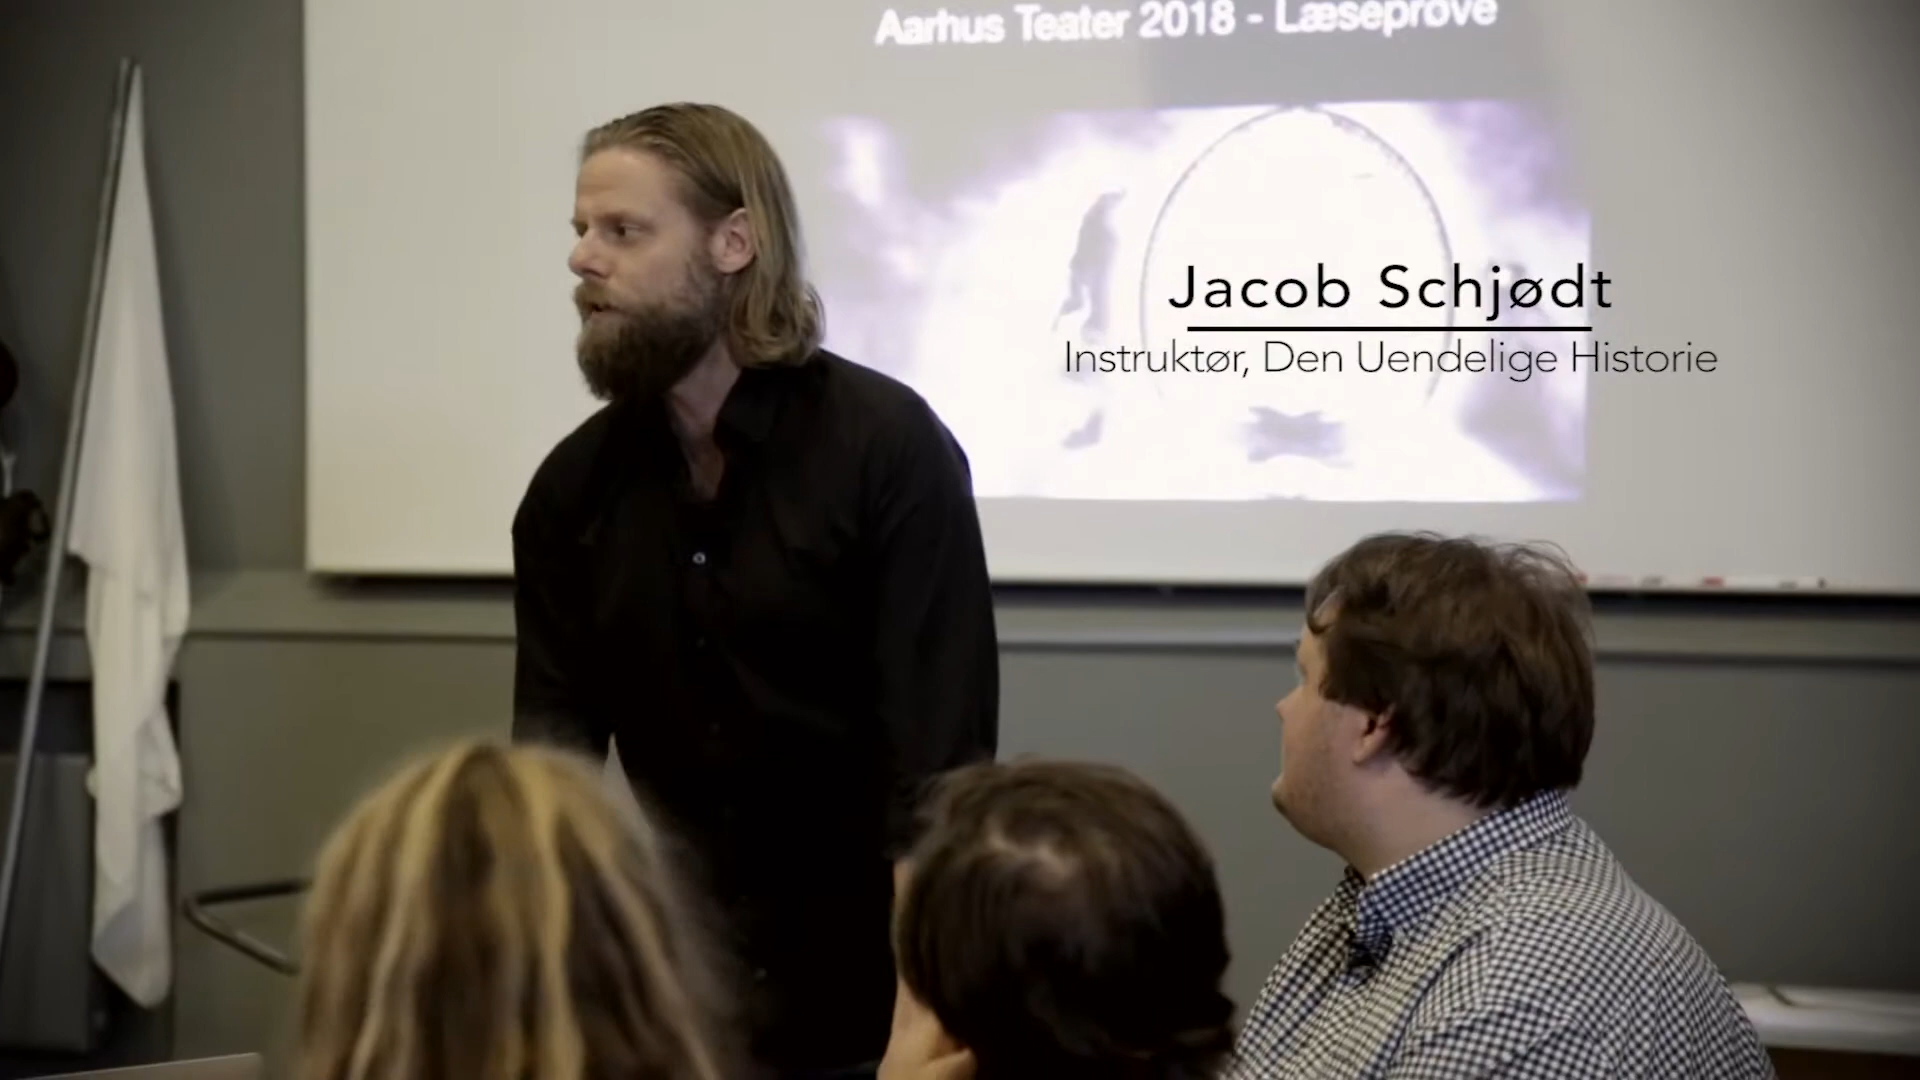 Aarhus Teater 2018 - Læseprøve
Jacob Schjødt
Instruktør, Den Uendelige Historie